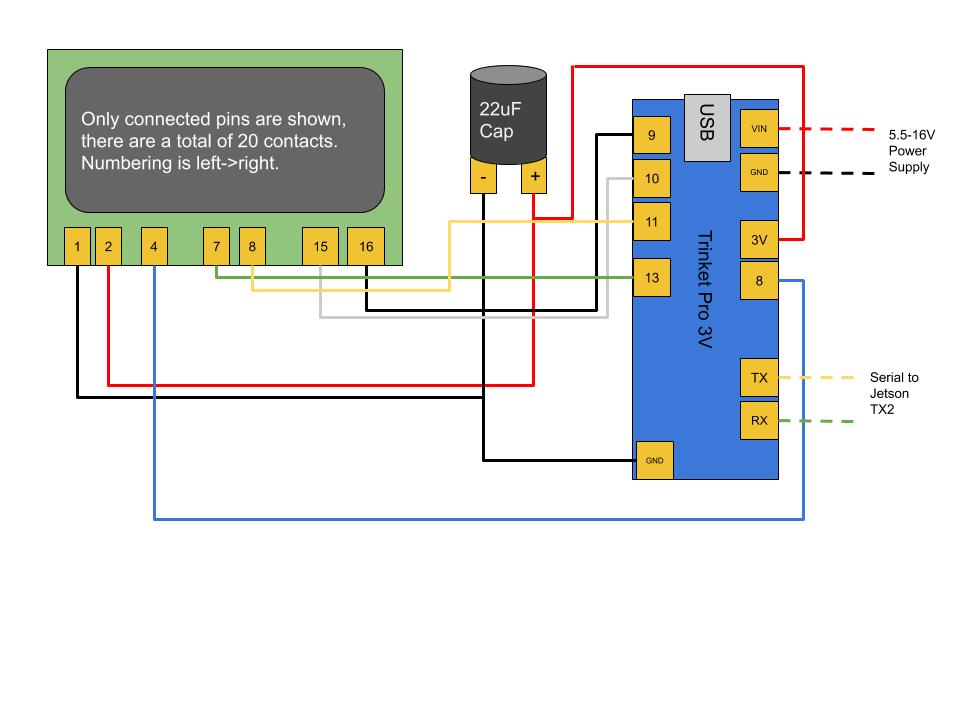 Only connected pins are shown,
there are a total of 20 contacts.
Numbering is left->right.
1
2
4
7
8
15
16
22uF
Cap
-
+
USB
Trinket Pro 3V
9
10
11
13
GND
VIN
GND
3V
8
TX
RX
5.5-16V
Power
Supply
Serial to
Jetson
TX2